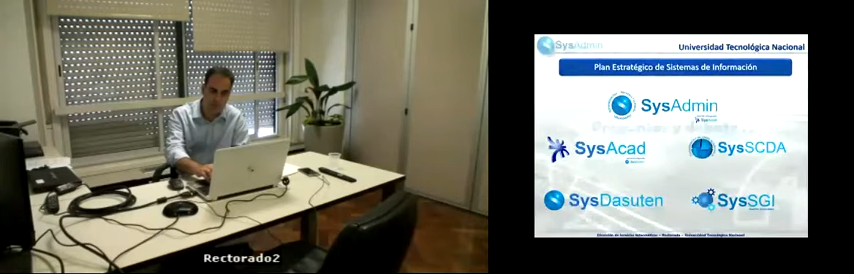 Rectorado2
SysAdmin
Universidad Tecnológica Nacional
Plan Estratégico de Sistemas de Información
SysAdmin
SysAcad
SysSCDA
SysDasuten
SysSGI